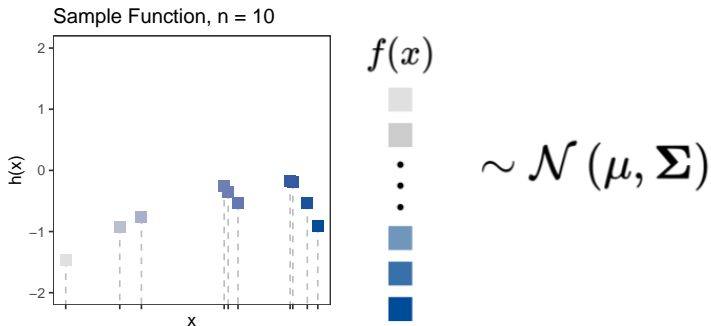 Sample Function, n = 10
2
1
0
−1
−2
h(x)
x
f(x)
∼ 𝒩 (μ, Σ)